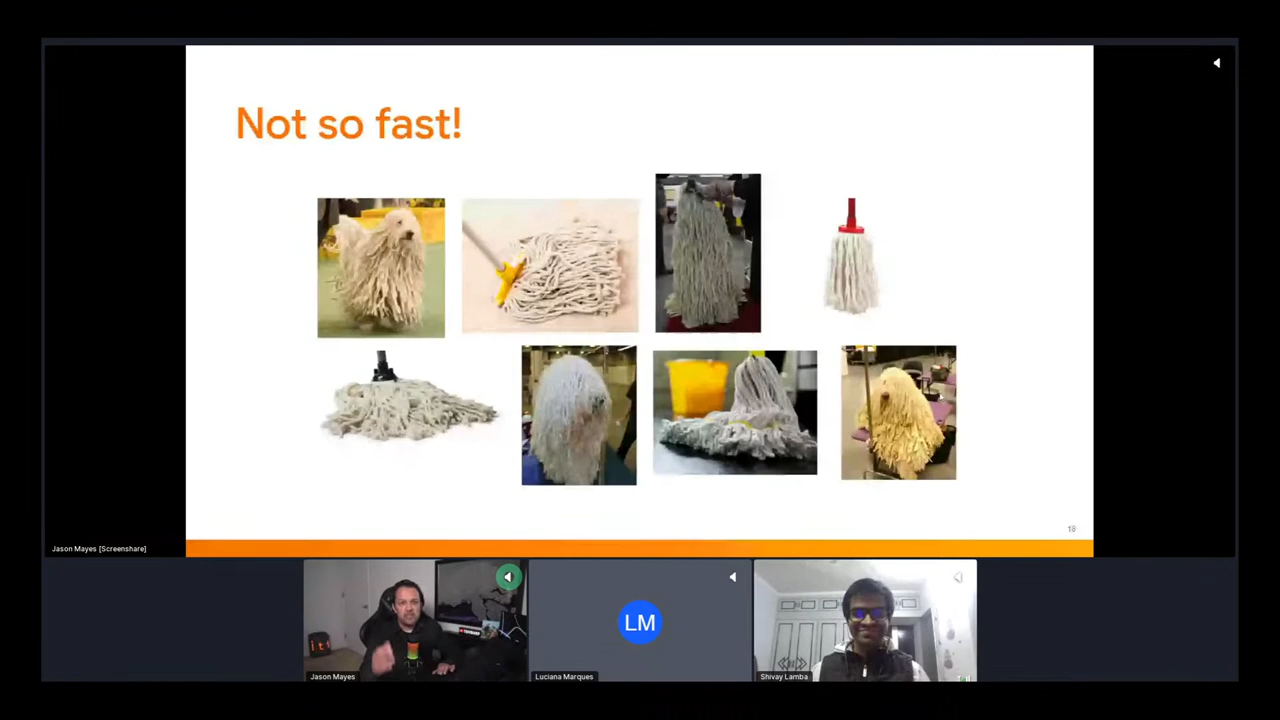 Not so fast!
18
Jason Mayes [Screenshare]
LM
Jason Mayes
Luciana Marques
Shivay Lamba